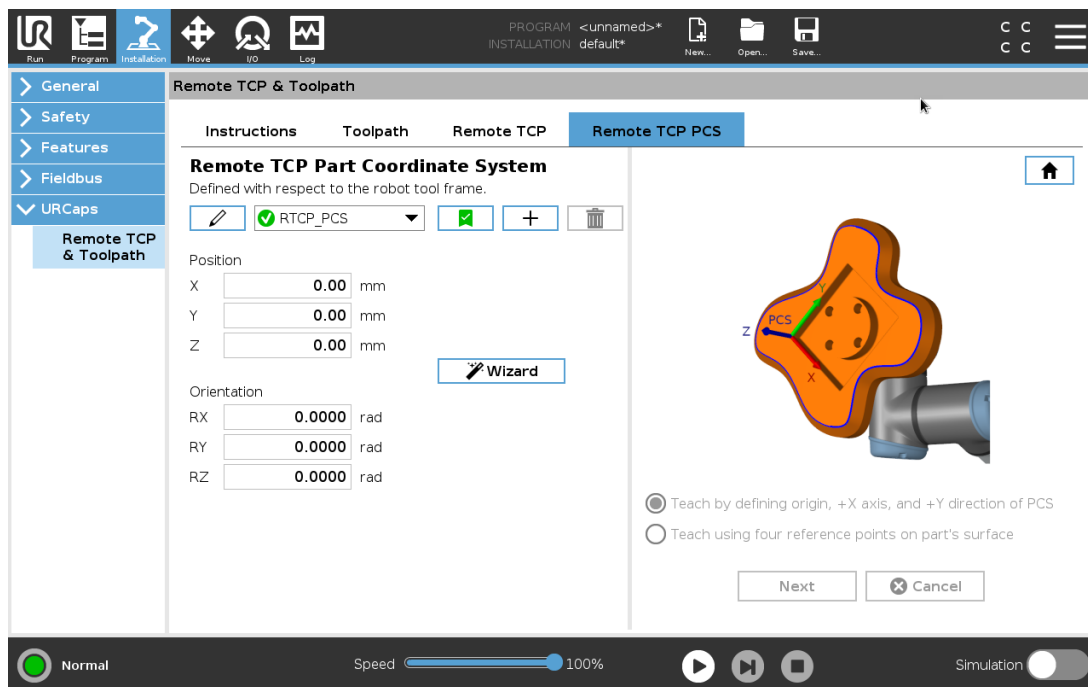 PROGRAM <unnamed>*
INSTALLATION default*
UR
Run
Program
Installation
Move
I/O
Log
New...
Open...
Save...
C C
C C
General
Safety
Features
Fieldbus
URCaps
Remote TCP
& Toolpath
Remote TCP & Toolpath
Instructions Toolpath Remote TCP Remote TCP PCS
Remote TCP Part Coordinate System
Defined with respect to the robot tool frame.
RTCP_PCS
Position
X 0.00 mm
Y 0.00 mm
Z 0.00 mm
Wizard
Orientation
RX 0.0000 rad
RY 0.0000 rad
RZ 0.0000 rad
Y
PCS
Z
X
Teach by defining origin, +X axis, and +Y direction of PCS
Teach using four reference points on part's surface
Next Cancel
Normal
Speed 100%
Simulation